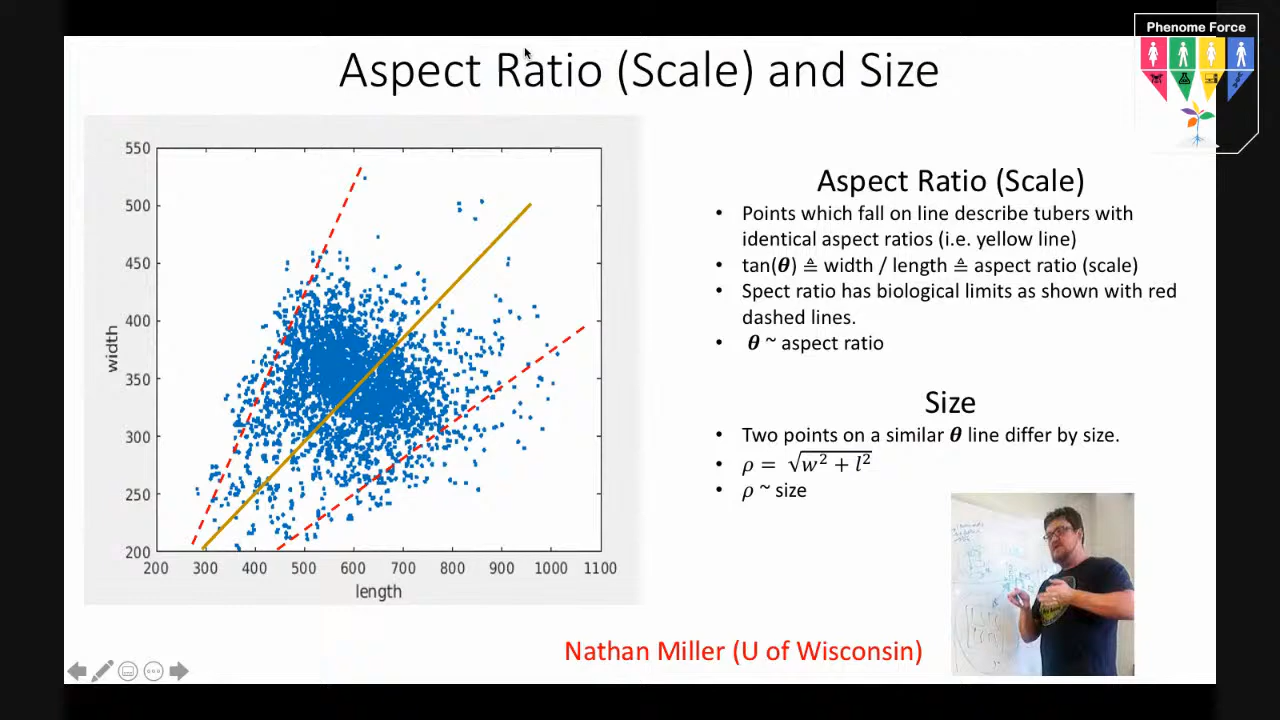 Phenome Force
Aspect Ratio (Scale) and Size
550
500
450
400
350
300
250
200
width
200 300 400 500 600 700 800 900 1000 1100
length
Aspect Ratio (Scale)
• Points which fall on line describe tubers with
identical aspect ratios (i.e. yellow line)
• tan(𝜽) ≙ width / length ≙ aspect ratio (scale)
• Spect ratio has biological limits as shown with red
dashed lines.
• 𝜽 ~ aspect ratio
Size
• Two points on a similar 𝜽 line differ by size.
• 𝜌 = √(w² + l²)
• 𝜌 ~ size
Nathan Miller (U of Wisconsin)